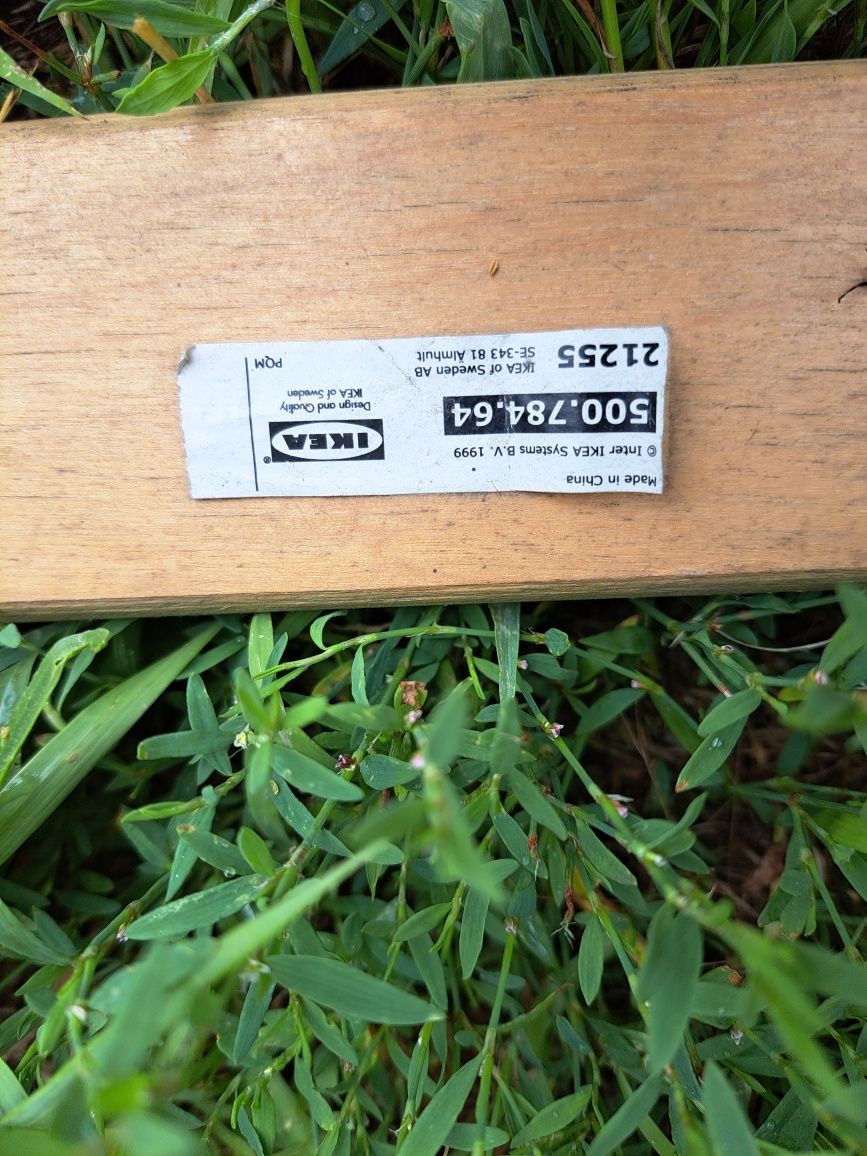 Made in China
© Inter IKEA Systems B.V. 1999
500.784.64
21255
IKEA of Sweden AB
SE-343 81 Älmhult
IKEA®
Design and Quality
IKEA of Sweden
PQM